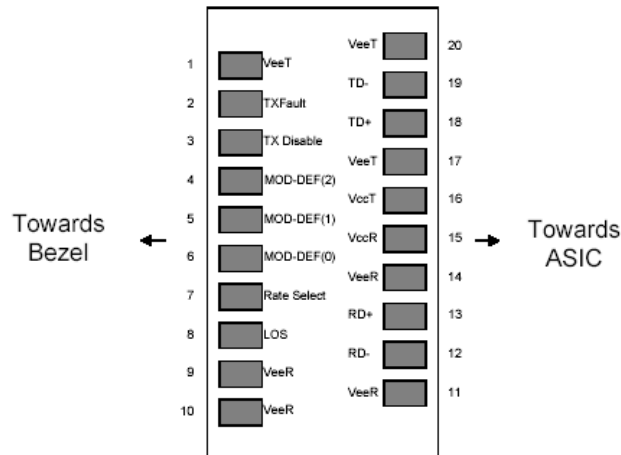 1 VeeT
2 TXFault
3 TX Disable
4 MOD-DEF(2)
5 MOD-DEF(1)
6 MOD-DEF(0)
7 Rate Select
8 LOS
9 VeeR
10 VeeR
VeeT 20
TD- 19
TD+ 18
VeeT 17
VccT 16
VccR 15
VeeR 14
RD+ 13
RD- 12
VeeR 11
Towards
Bezel
Towards
ASIC